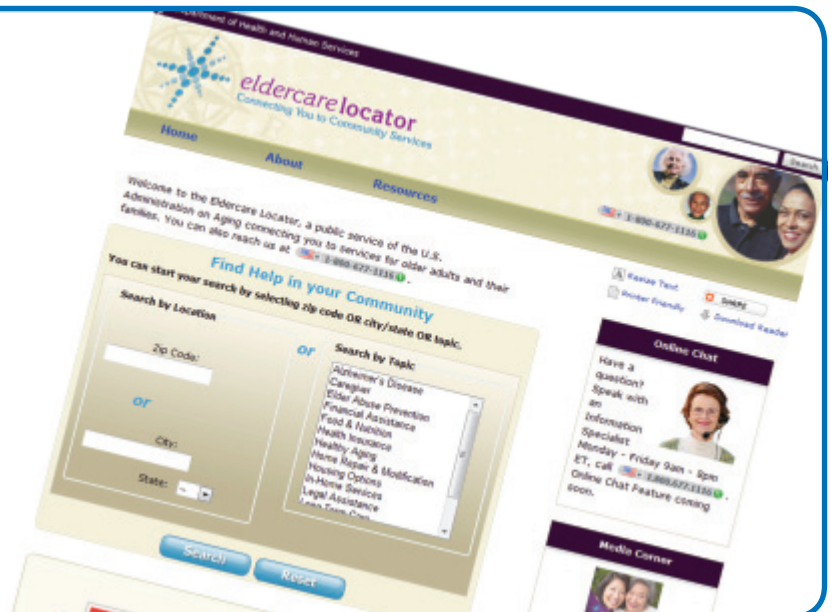 Department of Health and Human Services
eldercare locator
Connecting You to Community Services
Search
Home
About
Resources
1-800-677-1116
Welcome to the Eldercare Locator, a public service of the U.S.
Administration on Aging connecting you to services for older adults and their
families. You can also reach us at 1-800-677-1116 .
Resize Text
SHARE
Printer Friendly
Download Reader
Find Help in your Community
You can start your search by selecting zip code OR city/state OR topic.
Search by Location
Zip Code:
or
City:
State:
or
Search by Topic
Alzheimer's Disease
Caregiver
Elder Abuse Prevention
Financial Assistance
Food & Nutrition
Health Insurance
Healthy Aging
Home Repair & Modification
Housing Options
In-Home Services
Legal Assistance
Long Term Care
Search
Reset
Online Chat
Have a
question?
Speak with
an
Information
Specialist
Monday - Friday 9am - 8pm
ET, call 1.800.677.1116 .
Online Chat Feature coming
soon.
Media Corner